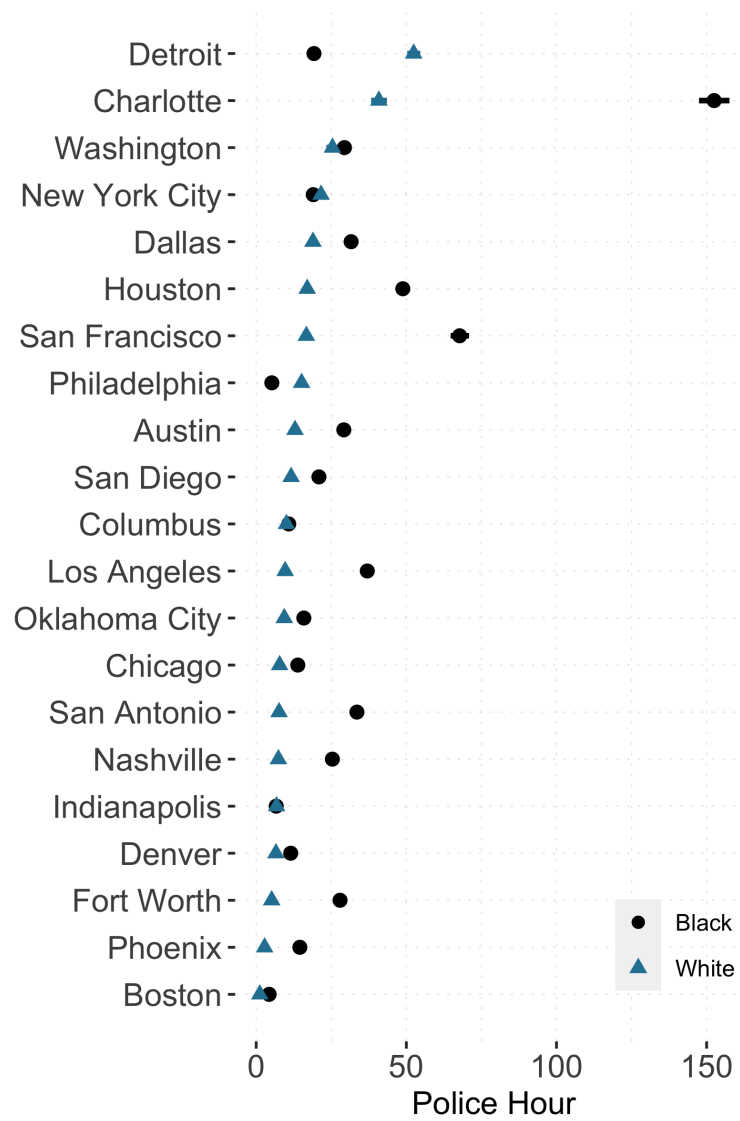 Detroit
Charlotte
Washington
New York City
Dallas
Houston
San Francisco
Philadelphia
Austin
San Diego
Columbus
Los Angeles
Oklahoma City
Chicago
San Antonio
Nashville
Indianapolis
Denver
Fort Worth
Phoenix
Boston
Black
White
0 50 100 150
Police Hour